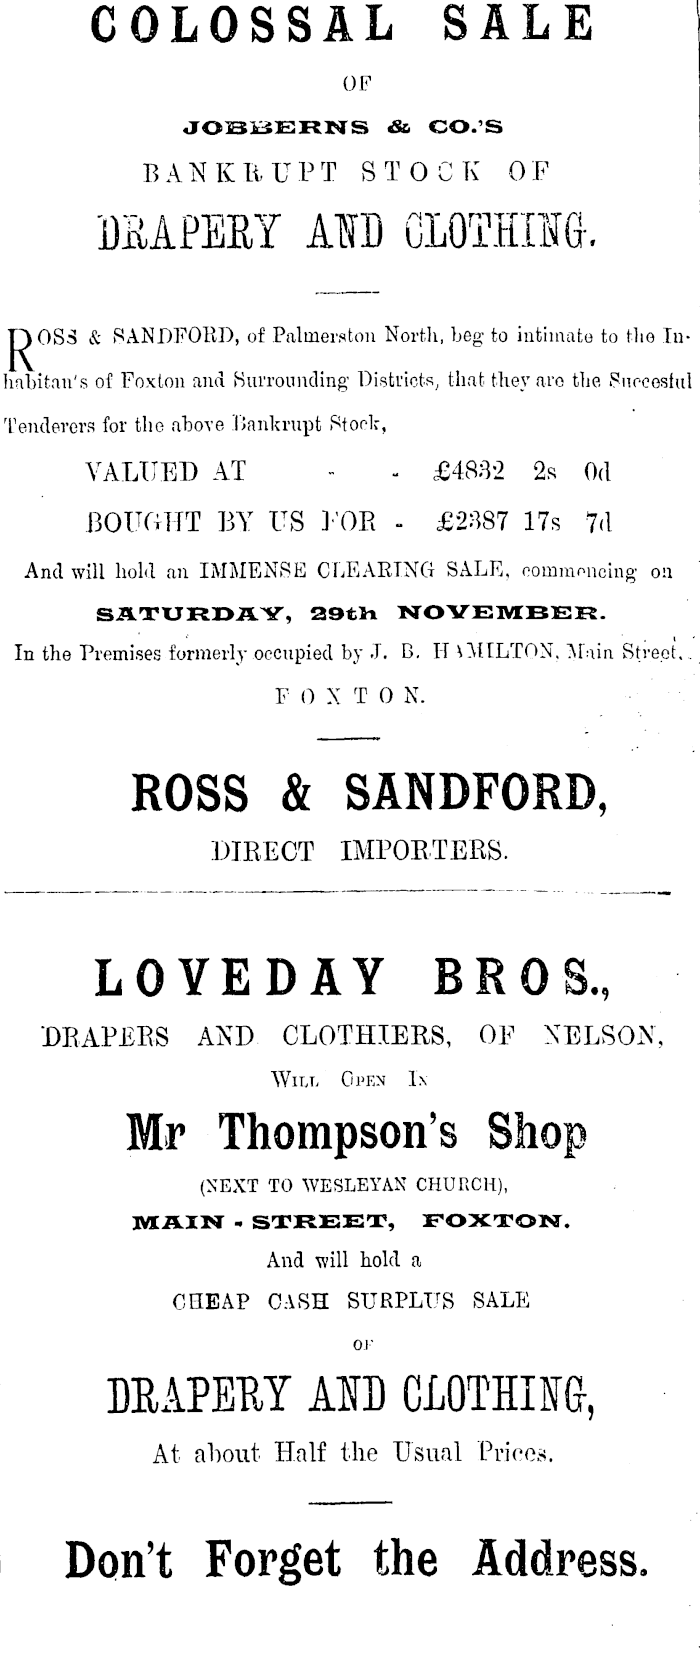 COLOSSAL SALE
OF
JOBBERNS & CO.'S
BANKRUPT STOCK OF
DRAPERY AND CLOTHING.
ROSS & SANDFORD, of Palmerston North, beg to intimate to the In-
habitan's of Foxton and Surrounding Districts, that they are the Succesful
Tenderers for the above Bankrupt Stock,
VALUED AT - - £4832 2s 0d
BOUGHT BY US FOR - £2387 17s 7d
And will hold an IMMENSE CLEARING SALE, commencing on
SATURDAY, 29th NOVEMBER.
In the Premises formerly occupied by J. B. HAMILTON, Main Street,
FOXTON.
ROSS & SANDFORD,
DIRECT IMPORTERS.
LOVEDAY BROS.,
DRAPERS AND CLOTHIERS, OF NELSON,
WILL OPEN IN
Mr Thompson's Shop
(NEXT TO WESLEYAN CHURCH),
MAIN-STREET, FOXTON.
And will hold a
CHEAP CASH SURPLUS SALE
OF
DRAPERY AND CLOTHING,
At about Half the Usual Prices.
Don't Forget the Address.